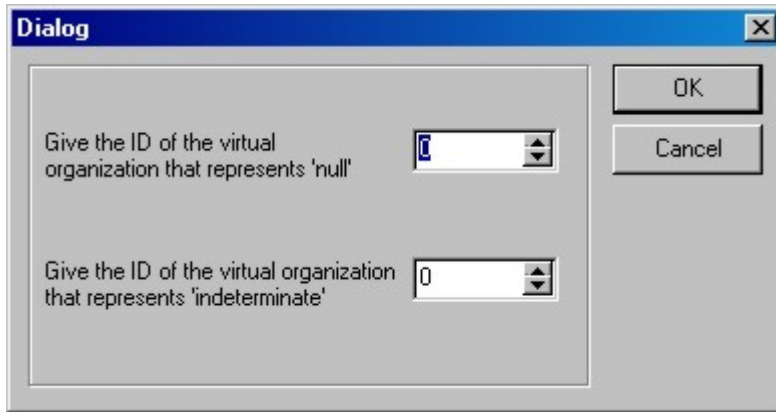 Dialog
OK
Give the ID of the virtual
organization that represents 'null'
0
Cancel
Give the ID of the virtual organization
that represents 'indeterminate'
0